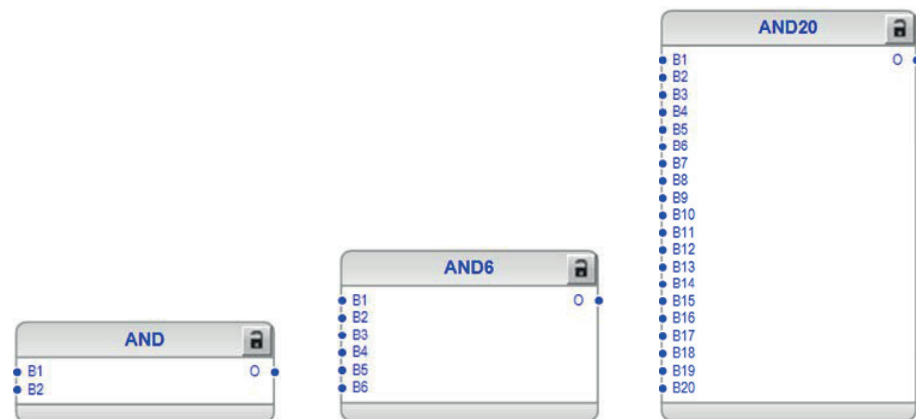 AND
B1 O
B2
AND6
B1 O
B2
B3
B4
B5
B6
AND20
B1 O
B2
B3
B4
B5
B6
B7
B8
B9
B10
B11
B12
B13
B14
B15
B16
B17
B18
B19
B20